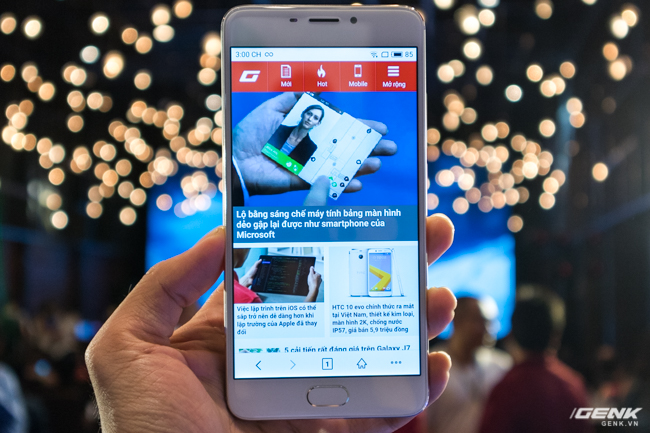 3:00 CH
85
Mới
Hot
Mobile
Mở rộng
Lộ bằng sáng chế máy tính bảng màn hình
dẻo gập lại được như smartphone của
Microsoft
Việc lập trình trên iOS có thể
sắp trở nên dễ dàng hơn khi
lập trường của Apple đã thay
đổi
HTC 10 evo chính thức ra mắt
tại Việt Nam, thiết kế kim loại,
màn hình 2K, chống nước
IP57, giá bán 5,9 triệu đồng
5 cải tiến rất đáng giá trên Galaxy J7
1
GENK
GENK.VN